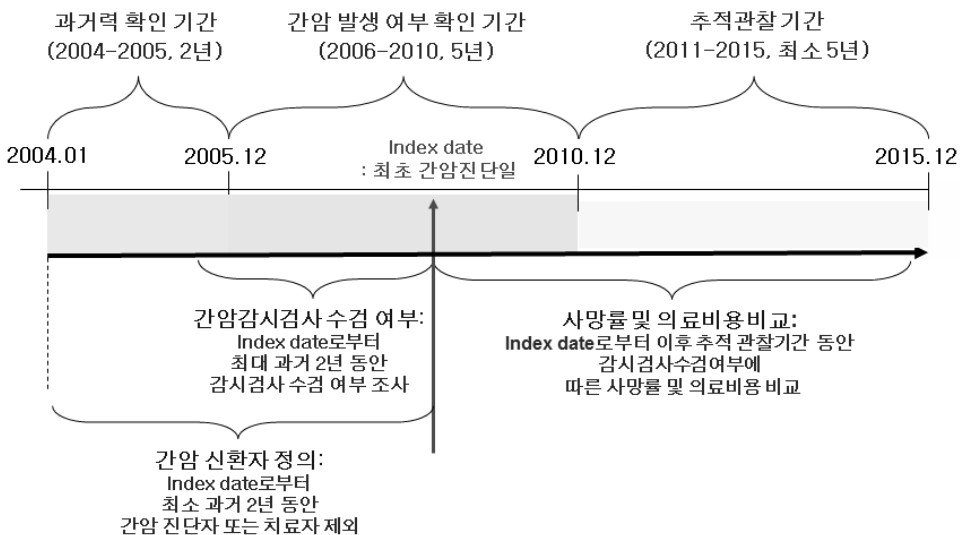 과거력 확인 기간
(2004-2005, 2년)
간암 발생 여부 확인 기간
(2006-2010, 5년)
추적관찰 기간
(2011-2015, 최소 5년)
2004.01
2005.12
Index date
: 최초 간암진단일
2010.12
2015.12
간암감시검사 수검 여부:
Index date로부터
최대 과거 2년 동안
감시검사 수검 여부 조사
사망률 및 의료비용 비교:
Index date로부터 이후 추적 관찰기간 동안
감시검사수검여부에
따른 사망률 및 의료비용 비교
간암 신환자 정의:
Index date로부터
최소 과거 2년 동안
간암 진단자 또는 치료자 제외